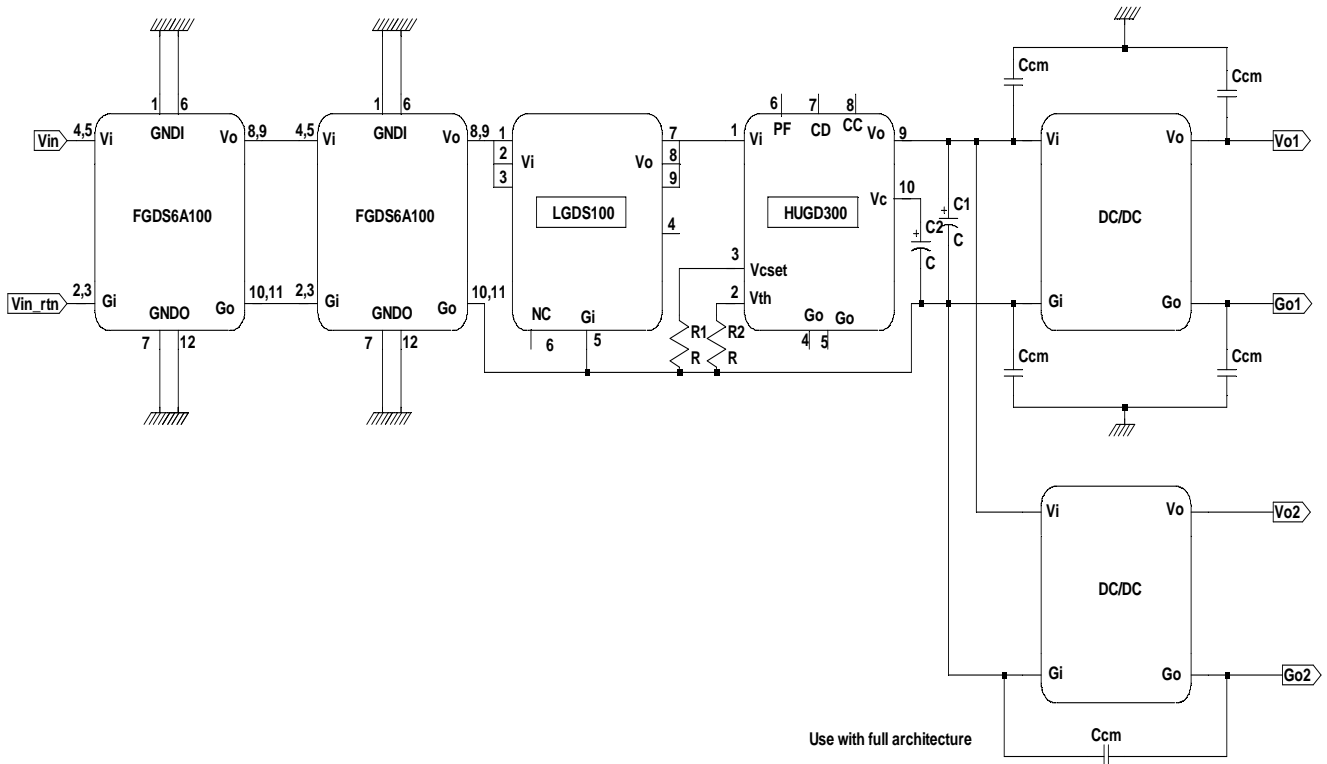 Ccm
Ccm
1 6
1 6
6 7 8
Vin
4,5
Vi
GNDI
Vo
8,9
4,5
Vi
GNDI
Vo
8,9
1
7
1
Vi
PF
CD
CC
Vo
9
Vi
Vo
Vo1
2
Vi
Vo
8
3
9
10
FGDS6A100
FGDS6A100
LGDS100
HUGD300
Vc
C1
C
DC/DC
4
C2
C
3
Vcset
Vin_rtn
2,3
Gi
GNDO
Go
10,11
2,3
Gi
GNDO
Go
10,11
NC
Gi
2
Vth
Go
Go
Gi
Go
Go1
7 12
7 12
6
5
R1
R
R2
R
4
5
Ccm
Ccm
Vi
Vo
Vo2
DC/DC
Gi
Go
Go2
Use with full architecture
Ccm